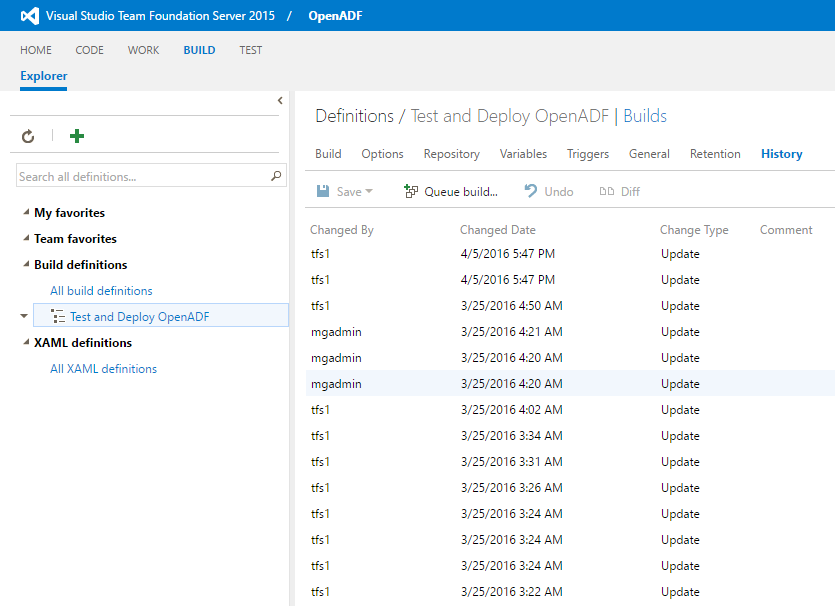 Visual Studio Team Foundation Server 2015 / OpenADF
HOME CODE WORK BUILD TEST
Explorer
Search all definitions...
My favorites
Team favorites
Build definitions
All build definitions
Test and Deploy OpenADF
XAML definitions
All XAML definitions
Definitions / Test and Deploy OpenADF | Builds
Build Options Repository Variables Triggers General Retention History
Save Queue build... Undo Diff
Changed By Changed Date Change Type Comment
tfs1 4/5/2016 5:47 PM Update
tfs1 4/5/2016 5:47 PM Update
tfs1 3/25/2016 4:50 AM Update
mgadmin 3/25/2016 4:21 AM Update
mgadmin 3/25/2016 4:20 AM Update
mgadmin 3/25/2016 4:20 AM Update
tfs1 3/25/2016 4:02 AM Update
tfs1 3/25/2016 3:34 AM Update
tfs1 3/25/2016 3:31 AM Update
tfs1 3/25/2016 3:26 AM Update
tfs1 3/25/2016 3:24 AM Update
tfs1 3/25/2016 3:24 AM Update
tfs1 3/25/2016 3:24 AM Update
tfs1 3/25/2016 3:22 AM Update